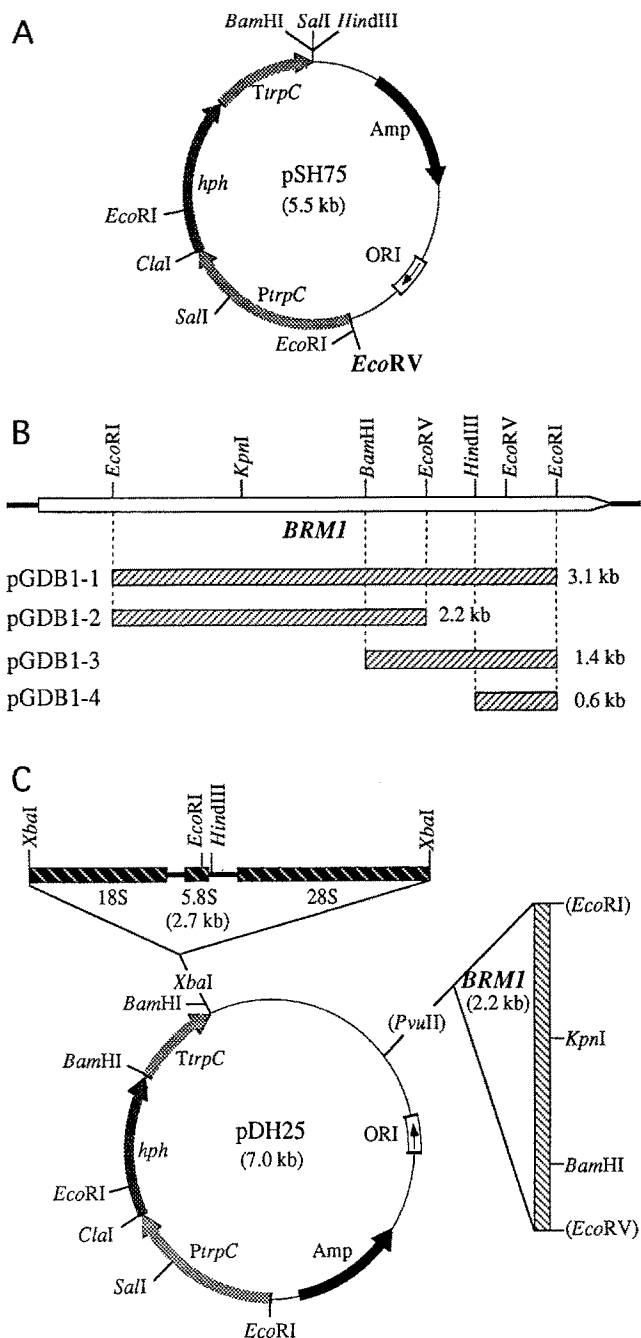 A
BamHI SalI HindIII
TtrpC
Amp
hph
pSH75
(5.5 kb)
EcoRI
ClaI
ORI
PtrpC
SalI
EcoRI
EcoRV
B
EcoRI
KpnI
BamHI
EcoRV
HindIII
EcoRV
EcoRI
BRM1
pGDB1-1
3.1 kb
pGDB1-2
2.2 kb
pGDB1-3
1.4 kb
pGDB1-4
0.6 kb
C
XbaI
EcoRI
HindIII
XbaI
18S
5.8S
28S
(2.7 kb)
(EcoRI)
XbaI
BRM1
(2.2 kb)
BamHI
(PvuII)
KpnI
TtrpC
BamHI
pDH25
(7.0 kb)
ORI
hph
BamHI
EcoRI
ClaI
(EcoRV)
PtrpC
Amp
SalI
EcoRI